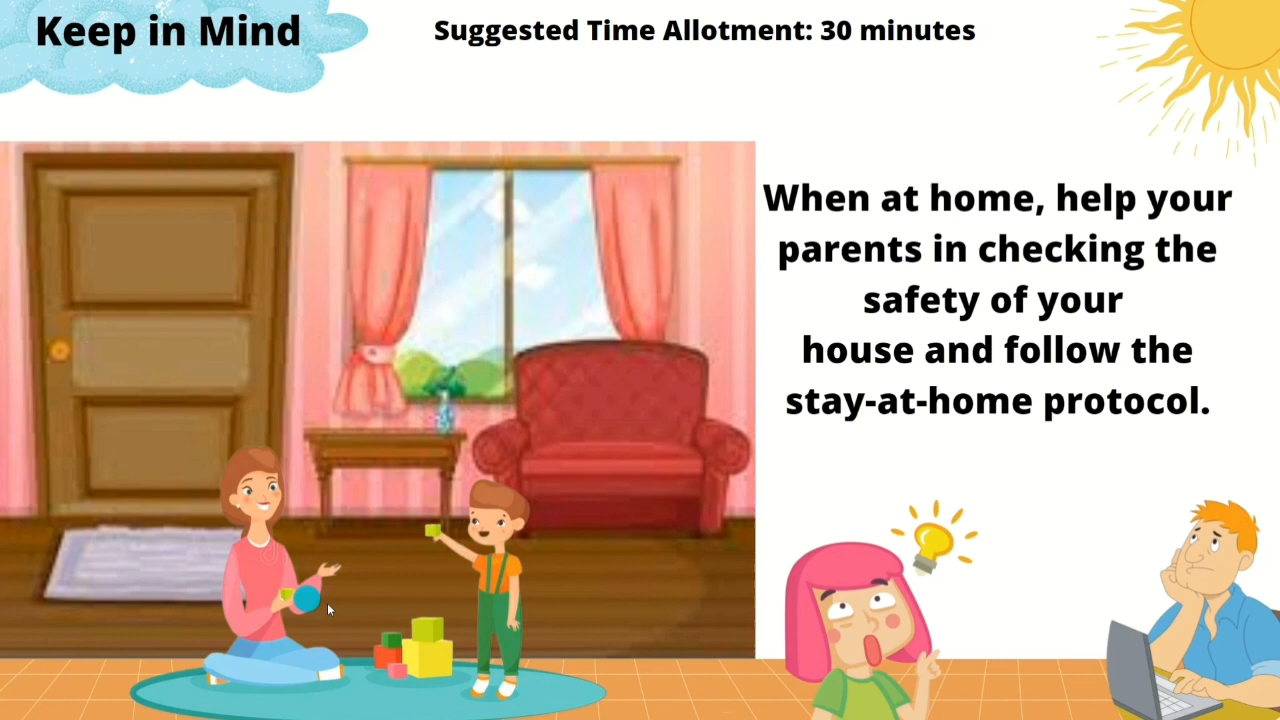 Keep in Mind
Suggested Time Allotment: 30 minutes
When at home, help your
parents in checking the
safety of your
house and follow the
stay-at-home protocol.